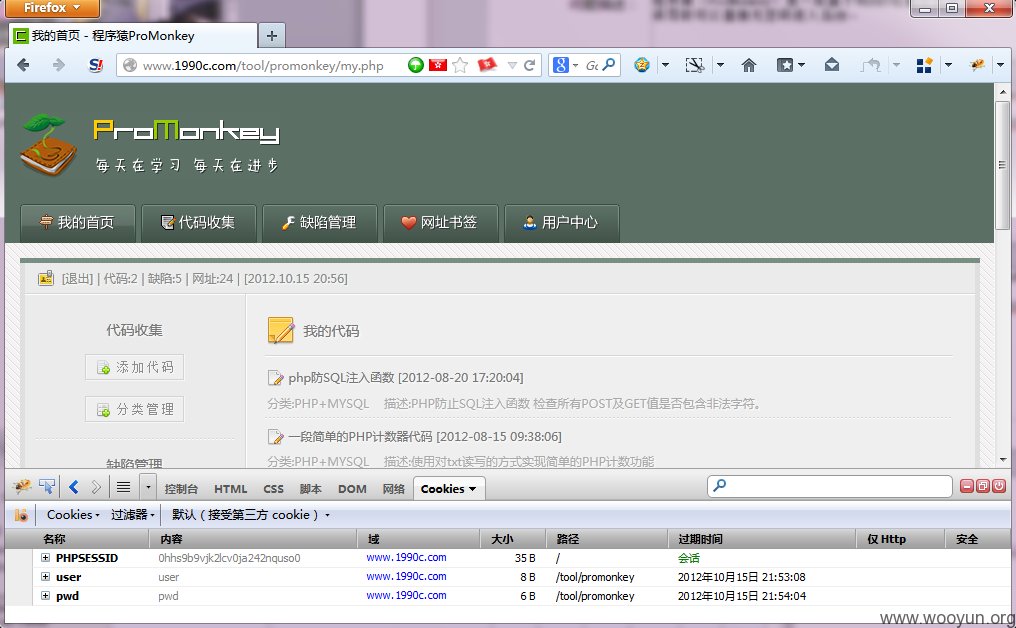 Firefox
我的首页 - 程序猿ProMonkey
www.1990c.com/tool/promonkey/my.php
ProMonkey
每天在学习 每天在进步
我的首页 代码收集 缺陷管理 网址书签 用户中心
[退出] | 代码:2 | 缺陷:5 | 网址:24 | [2012.10.15 20:56]
代码收集
添加代码
分类管理
缺陷管理
我的代码
php防SQL注入函数 [2012-08-20 17:20:04]
分类:PHP+MYSQL 描述:PHP防止SQL注入函数 检查所有POST及GET值是否包含非法字符。
一段简单的PHP计数器代码 [2012-08-15 09:38:06]
分类:PHP+MYSQL 描述:使用对txt读写的方式实现简单的PHP计数功能
控制台 HTML CSS 脚本 DOM 网络 Cookies
Cookies 过滤器 默认（接受第三方 cookie）
名称 内容 域 大小 路径 过期时间 仅 Http 安全
PHPSESSID 0hhs9b9vjk2lcv0ja242nquso0 www.1990c.com 35 B / 会话
user user www.1990c.com 8 B /tool/promonkey 2012年10月15日 21:53:08
pwd pwd www.1990c.com 6 B /tool/promonkey 2012年10月15日 21:54:04
www.wooyun.org